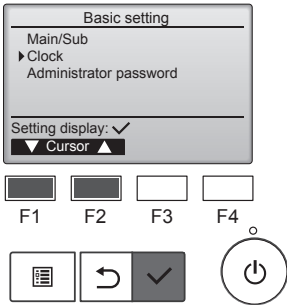 Basic setting
Main/Sub
Clock
Administrator password
Setting display:
Cursor
F1 F2 F3 F4